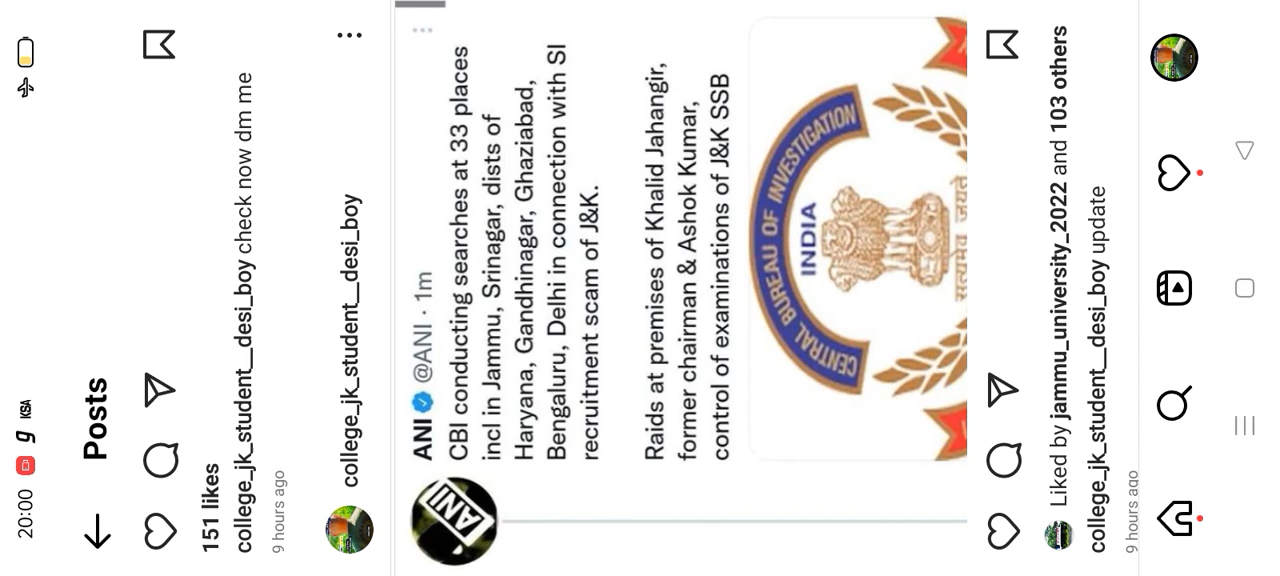 20:00 g KSA
Posts
151 likes
college_jk_student__desi_boy check now dm me
9 hours ago
college_jk_student__desi_boy
ANI @ANI · 1m
CBI conducting searches at 33 places
incl in Jammu, Srinagar, dists of
Haryana, Gandhinagar, Ghaziabad,
Bengaluru, Delhi in connection with SI
recruitment scam of J&K.
Raids at premises of Khalid Jahangir,
former chairman & Ashok Kumar,
control of examinations of J&K SSB
ANI
CENTRAL BUREAU OF INVESTIGATION
INDIA
सत्यमेव जयते
Liked by jammu_university_2022 and 103 others
college_jk_student__desi_boy update
9 hours ago